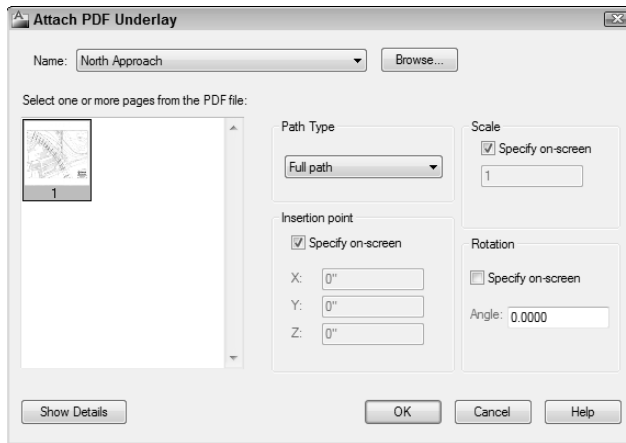 Attach PDF Underlay
Name: North Approach Browse...
Select one or more pages from the PDF file:
1
Path Type
Full path
Insertion point
Specify on-screen
X: 0"
Y: 0"
Z: 0"
Scale
Specify on-screen
1
Rotation
Specify on-screen
Angle: 0.0000
Show Details OK Cancel Help